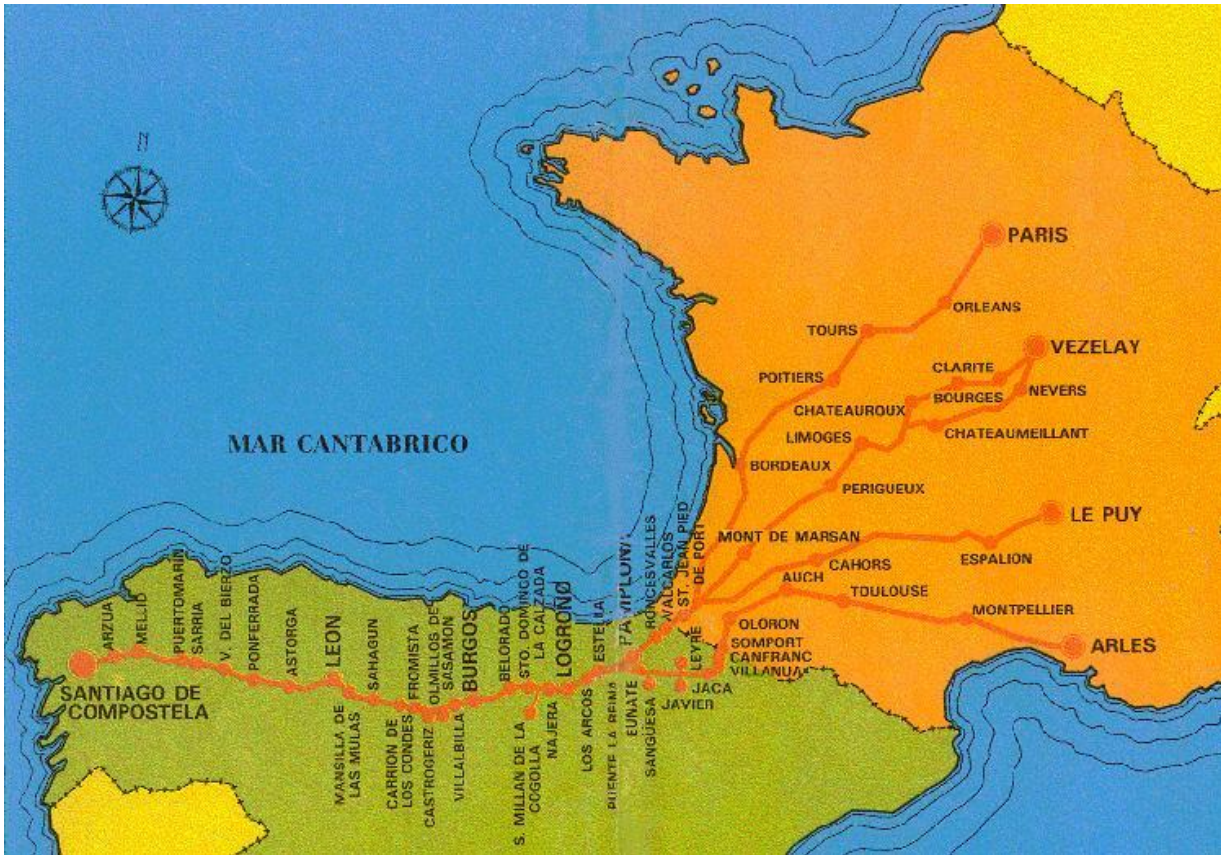 N
PARIS
ORLEANS
TOURS
VEZELAY
CLARITE
POITIERS
NEVERS
BOURGES
CHATEAUROUX
CHATEAUMEILLANT
LIMOGES
MAR CANTABRICO
BORDEAUX
PERIGUEUX
LE PUY
MONT DE MARSAN
ESPALION
CAHORS
AUCH
TOULOUSE
MONTPELLIER
OLORON
ARLES
SOMPORT
CANFRANC
VILLANUA
JACA
JAVIER
SANTIAGO DE
COMPOSTELA
ARZUA
MELLID
PUERTOMARIN
SARRIA
V. DEL BIERZO
PONFERRADA
ASTORGA
LEON
MANSILLA DE
LAS MULAS
SAHAGUN
CARRION DE
LOS CONDES
FROMISTA
CASTROGERIZ
OLMILLOS DE
SASAMON
VILLALBILLA
BURGOS
BELORADO
S. MILLAN DE LA
COGOLLA
STO. DOMINGO DE
LA CALZADA
NAJERA
LOGROÑO
LOS ARCOS
ESTELLA
PUENTE LA REINA
PAMPLONA
EUNATE
SANGÜESA
RONCESVALLES
VALCARLOS
ST. JEAN PIED
DE PORT
LEYRE